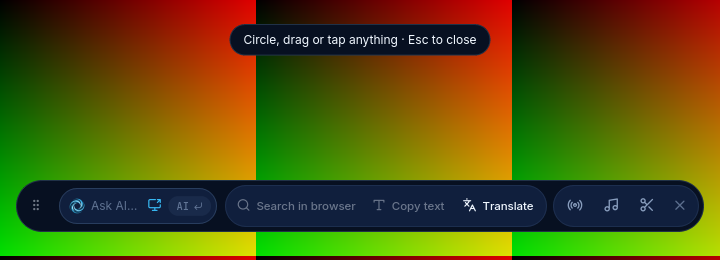 Circle, drag or tap anything · Esc to close
Ask AI... AI ↵ Search in browser Copy text Translate